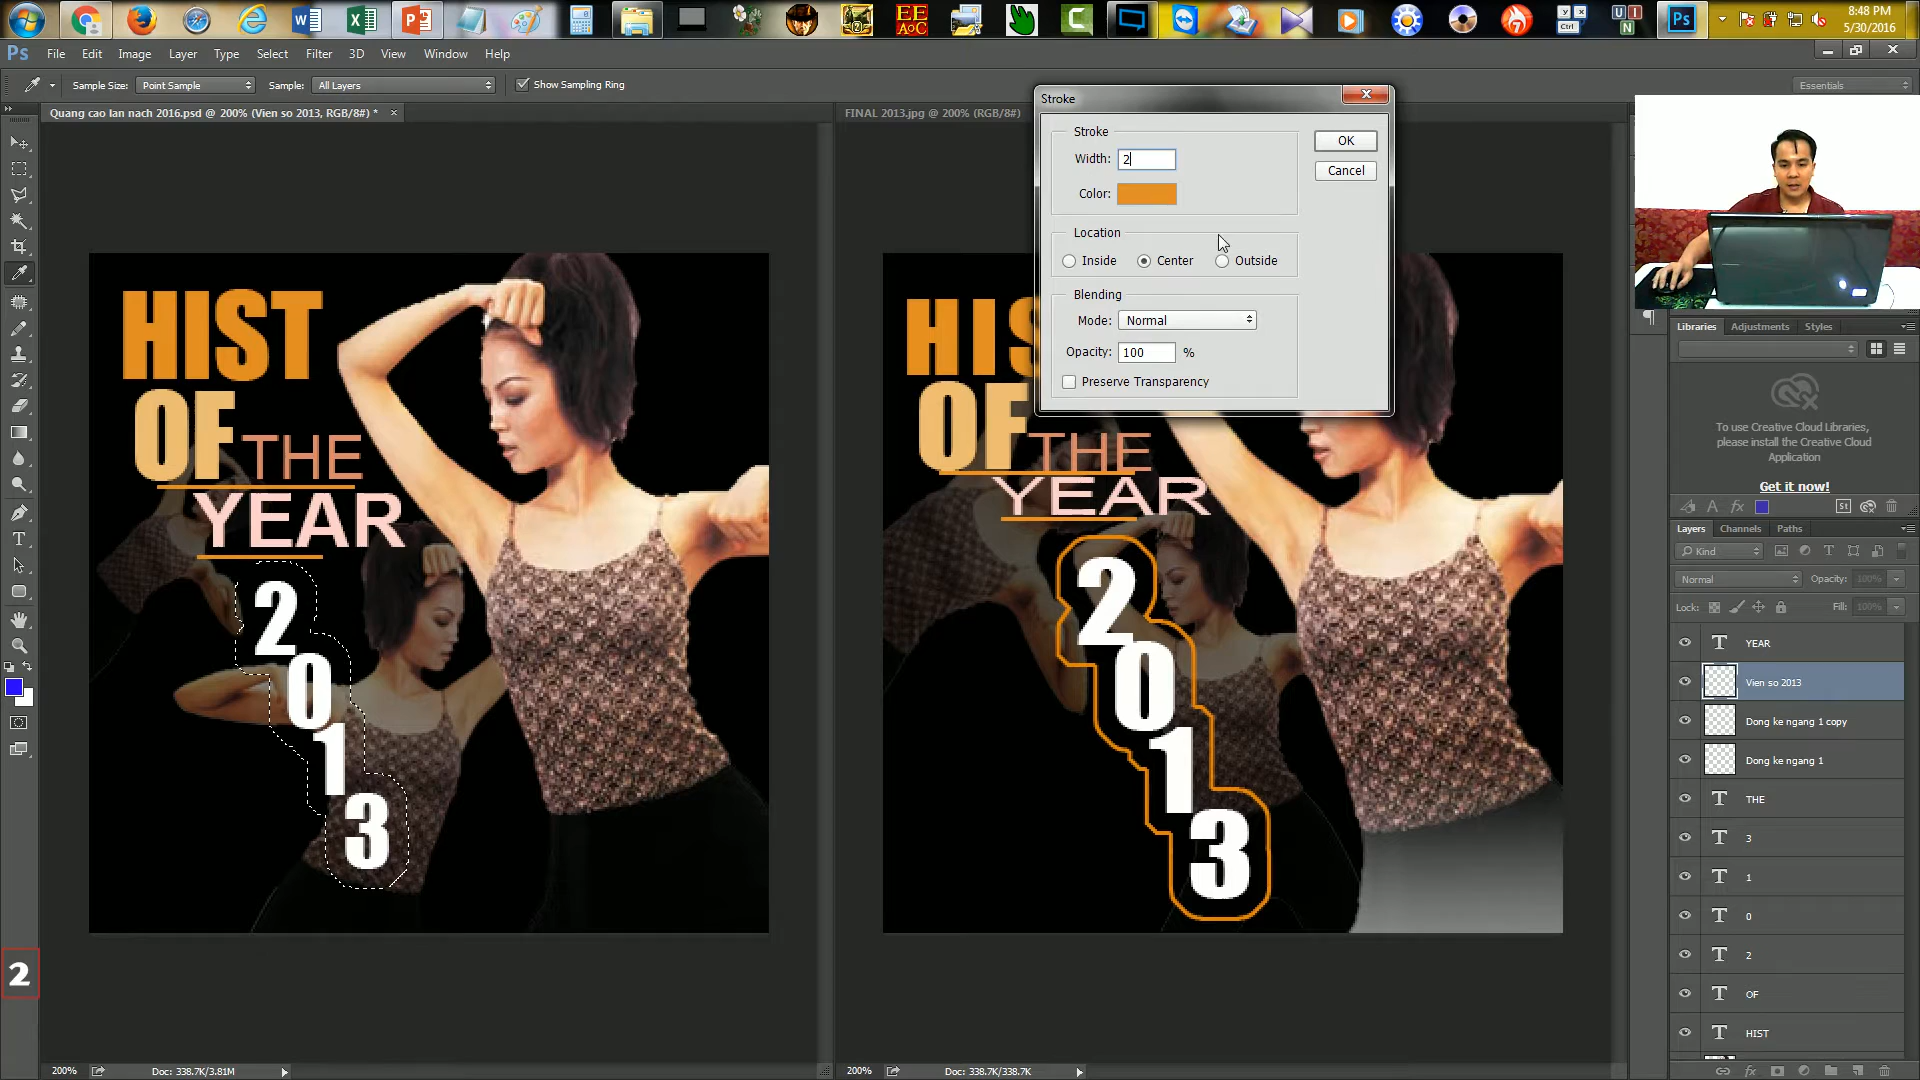 8:48 PM
5/30/2016
Ps File Edit Image Layer Type Select Filter 3D View Window Help
Sample Size: Point Sample Sample: All Layers Show Sampling Ring
Essentials
Quang cao lan nach 2016.psd @ 200% (Vien so 2013, RGB/8#) *
FINAL 2013.jpg @ 200% (RGB/8#)
Stroke
Stroke
Width: 2
Color:
OK
Cancel
Location
Inside Center Outside
Blending
Mode: Normal
Opacity: 100 %
Preserve Transparency
HIST
OF THE
YEAR
2
0
1
3
HIS
OF THE
YEAR
2
0
1
3
Libraries Adjustments Styles
To use Creative Cloud Libraries,
please install the Creative Cloud
Application
Get it now!
Layers Channels Paths
Kind
Normal Opacity: 100%
Lock: Fill: 100%
YEAR
Vien so 2013
Dong ke ngang 1 copy
Dong ke ngang 1
THE
3
1
0
2
OF
HIST
2
200% Doc: 338.7K/3.81M
200% Doc: 338.7K/338.7K